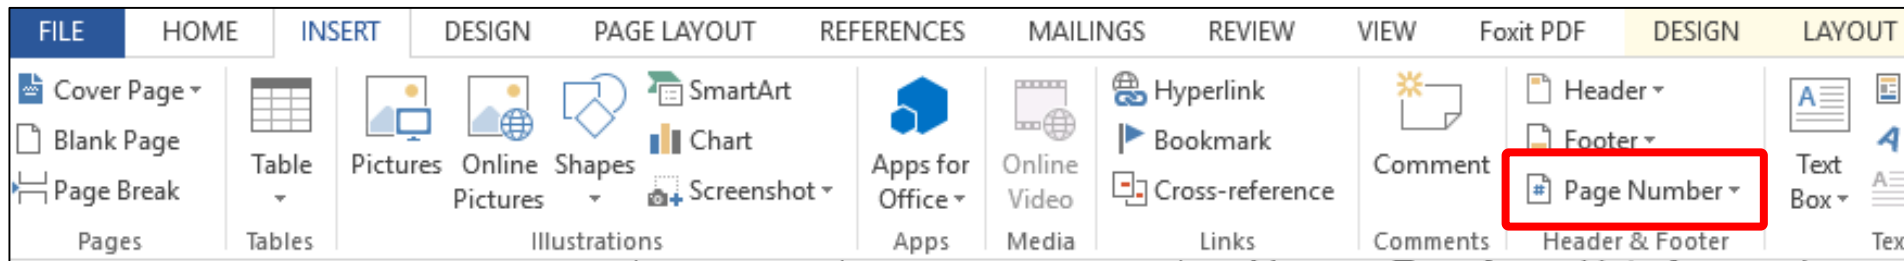 FILE HOME INSERT DESIGN PAGE LAYOUT REFERENCES MAILINGS REVIEW VIEW Foxit PDF DESIGN LAYOUT
Cover Page
Blank Page
Page Break
Pages
Table
Tables
Pictures
Online
Pictures
Shapes
SmartArt
Chart
Screenshot
Illustrations
Apps for
Office
Apps
Online
Video
Media
Hyperlink
Bookmark
Cross-reference
Links
Comment
Comments
Header
Footer
# Page Number
Header & Footer
A
Text
Box
A
A
Tex